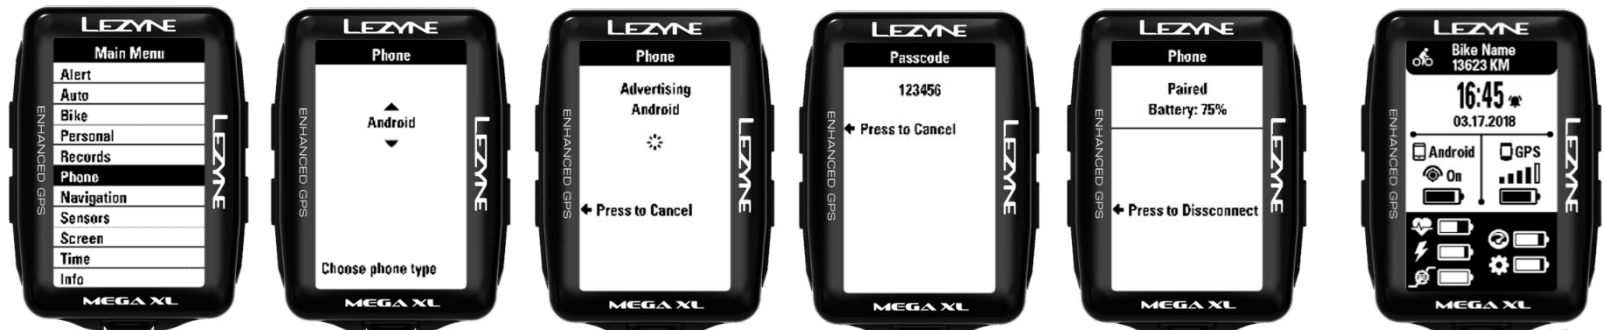 LEZYNE
Main Menu
Alert
Auto
Bike
Personal
Records
Phone
Navigation
Sensors
Screen
Time
Info
ENHANCED GPS
LEZYNE
MEGA XL
LEZYNE
Phone
Android
Choose phone type
ENHANCED GPS
LEZYNE
MEGA XL
LEZYNE
Phone
Advertising
Android
Press to Cancel
ENHANCED GPS
LEZYNE
MEGA XL
LEZYNE
Passcode
123456
Press to Cancel
ENHANCED GPS
LEZYNE
MEGA XL
LEZYNE
Phone
Paired
Battery: 75%
Press to Dissconnect
ENHANCED GPS
LEZYNE
MEGA XL
LEZYNE
Bike Name
13623 KM
16:45
03.17.2018
Android
GPS
On
ENHANCED GPS
LEZYNE
MEGA XL